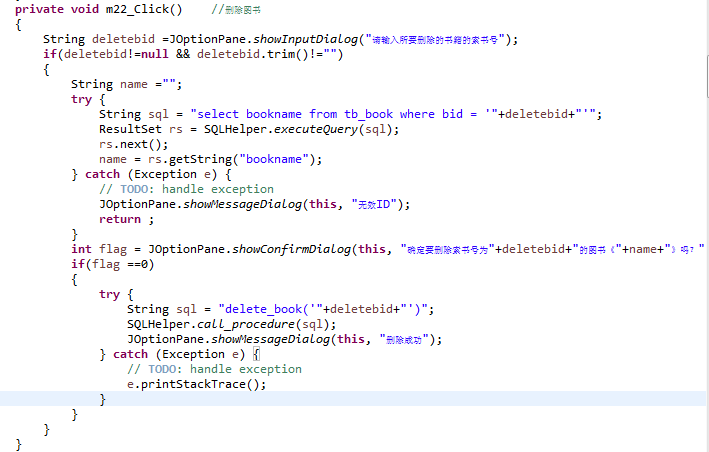 private void m22_Click()    //删除图书
{
    String deletebid =JOptionPane.showInputDialog("请输入所要删除的书籍的索书号");
    if(deletebid!=null && deletebid.trim()!="")
    {
        String name ="";
        try {
            String sql = "select bookname from tb_book where bid = '"+deletebid+"'";
            ResultSet rs = SQLHelper.executeQuery(sql);
            rs.next();
            name = rs.getString("bookname");
        } catch (Exception e) {
            // TODO: handle exception
            JOptionPane.showMessageDialog(this, "无效ID");
            return ;
        }
        int flag = JOptionPane.showConfirmDialog(this, "确定要删除索书号为"+deletebid+"的图书《"+name+"》吗？"
        if(flag ==0)
        {
            try {
                String sql = "delete_book('"+deletebid+"')";
                SQLHelper.call_procedure(sql);
                JOptionPane.showMessageDialog(this, "删除成功");
            } catch (Exception e) {
                // TODO: handle exception
                e.printStackTrace();
            }
        }
    }
}